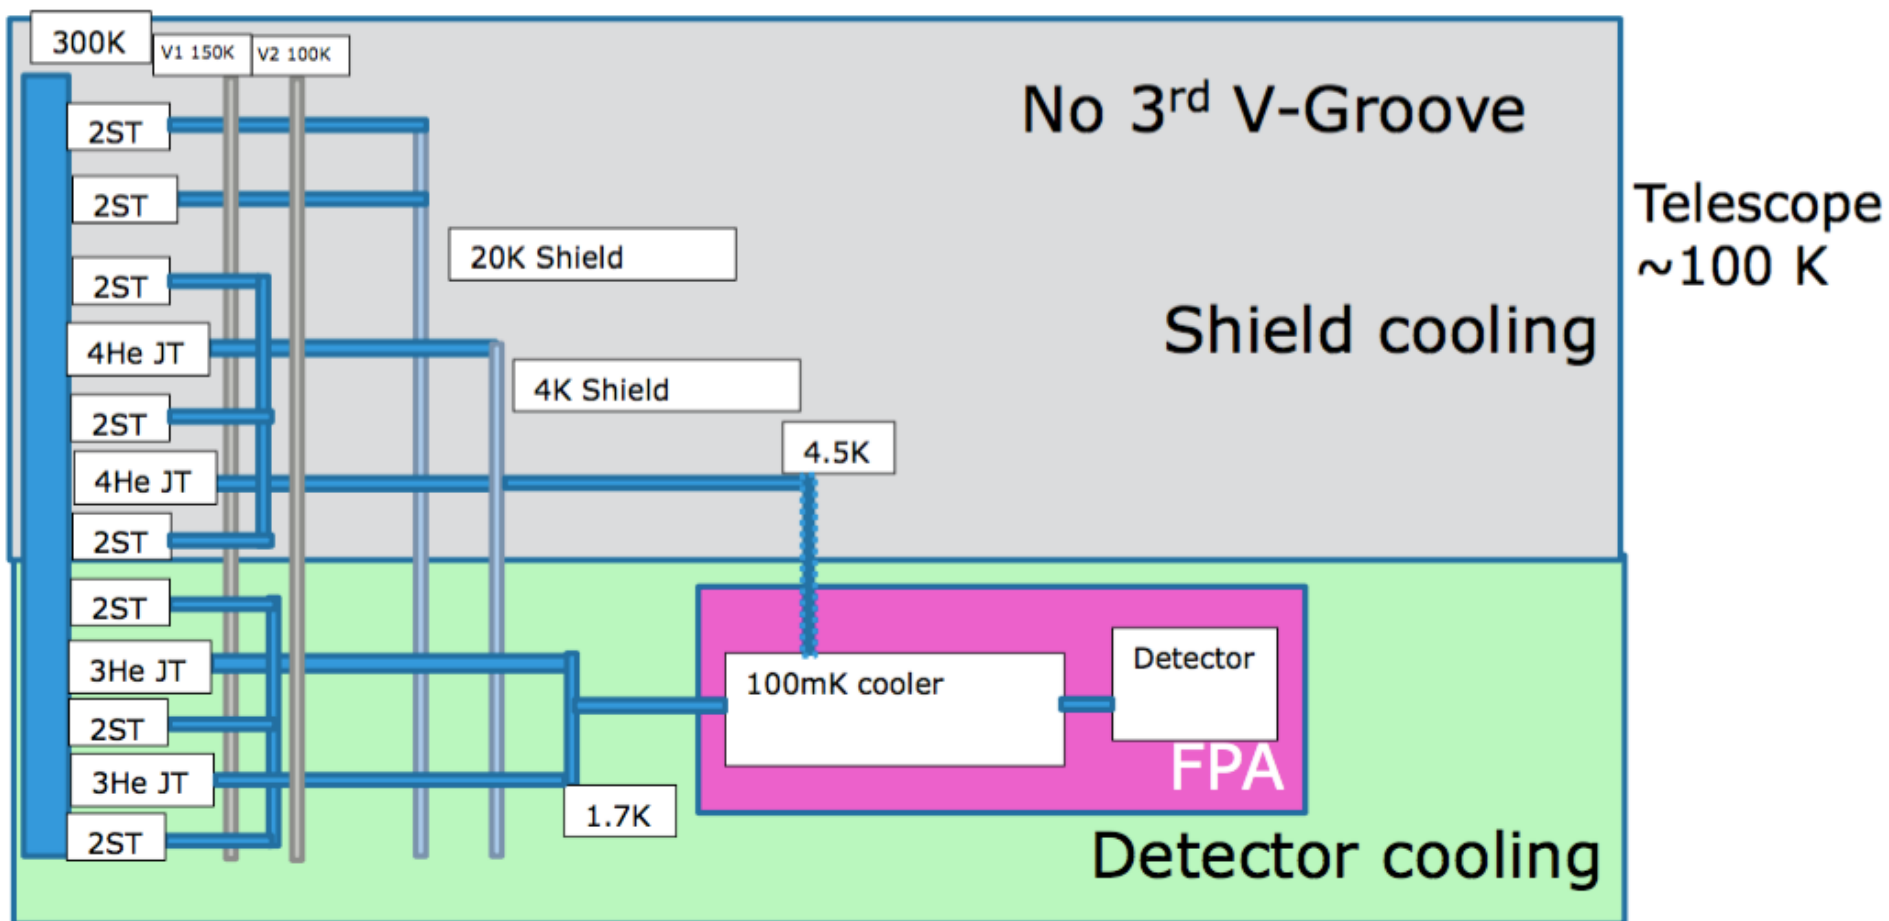 300K
V1 150K
V2 100K
No 3rd V-Groove
2ST
2ST
Telescope
~100 K
20K Shield
2ST
Shield cooling
4He JT
4K Shield
2ST
4.5K
4He JT
2ST
2ST
3He JT
Detector
100mK cooler
2ST
FPA
3He JT
1.7K
2ST
Detector cooling